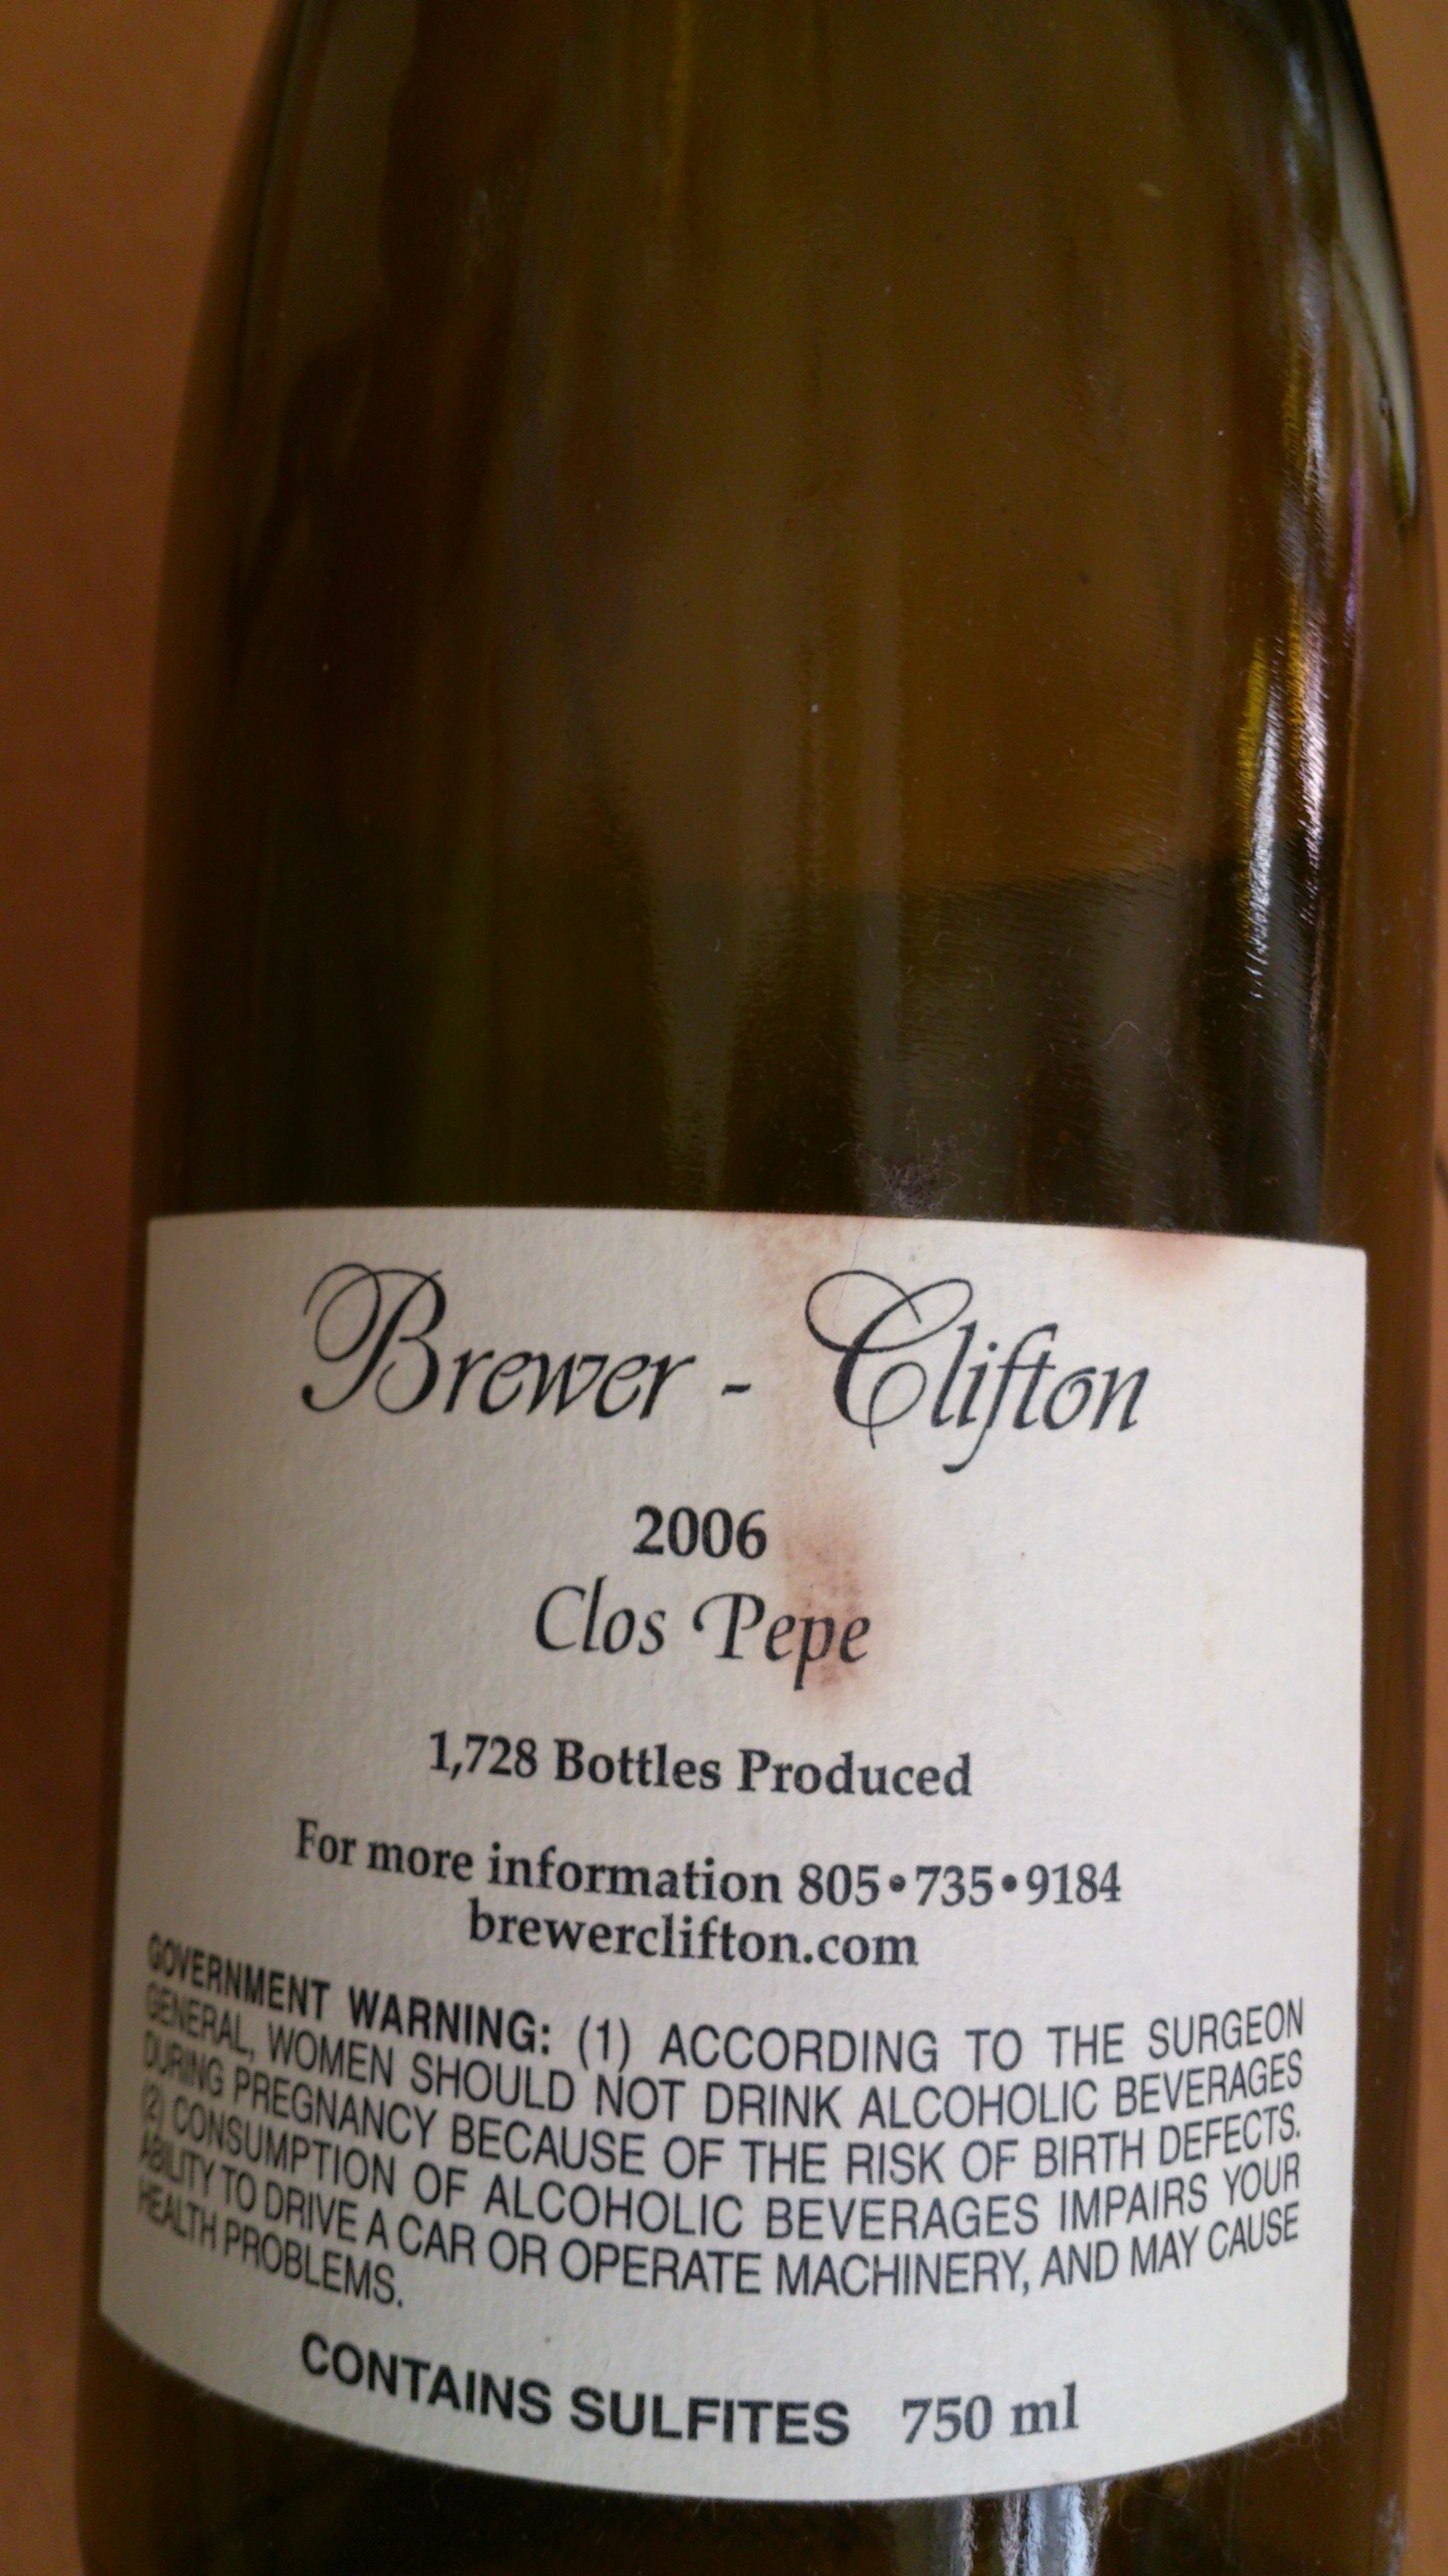 Brewer - Clifton
2006
Clos Pepe
1,728 Bottles Produced
For more information 805•735•9184
brewerclifton.com
GOVERNMENT WARNING: (1) ACCORDING TO THE SURGEON
GENERAL, WOMEN SHOULD NOT DRINK ALCOHOLIC BEVERAGES
DURING PREGNANCY BECAUSE OF THE RISK OF BIRTH DEFECTS.
(2) CONSUMPTION OF ALCOHOLIC BEVERAGES IMPAIRS YOUR
ABILITY TO DRIVE A CAR OR OPERATE MACHINERY, AND MAY CAUSE
HEALTH PROBLEMS.
CONTAINS SULFITES 750 ml